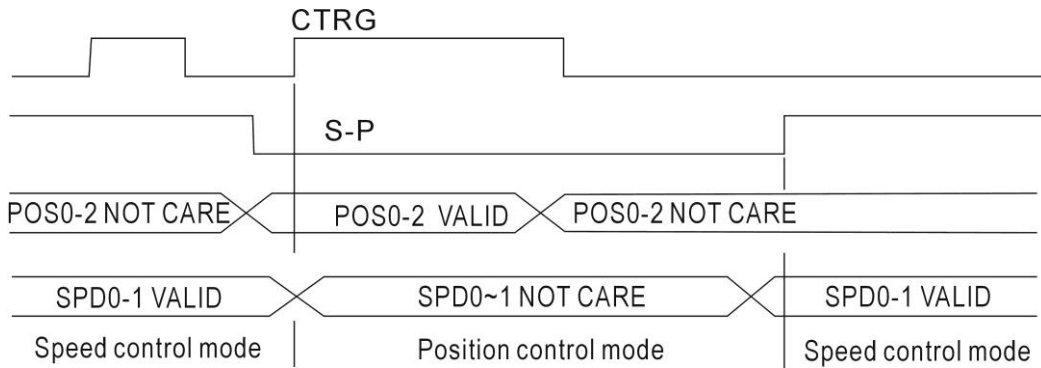 CTRG
S-P
POS0-2 NOT CARE POS0-2 VALID POS0-2 NOT CARE
SPD0-1 VALID SPD0~1 NOT CARE SPD0-1 VALID
Speed control mode Position control mode Speed control mode